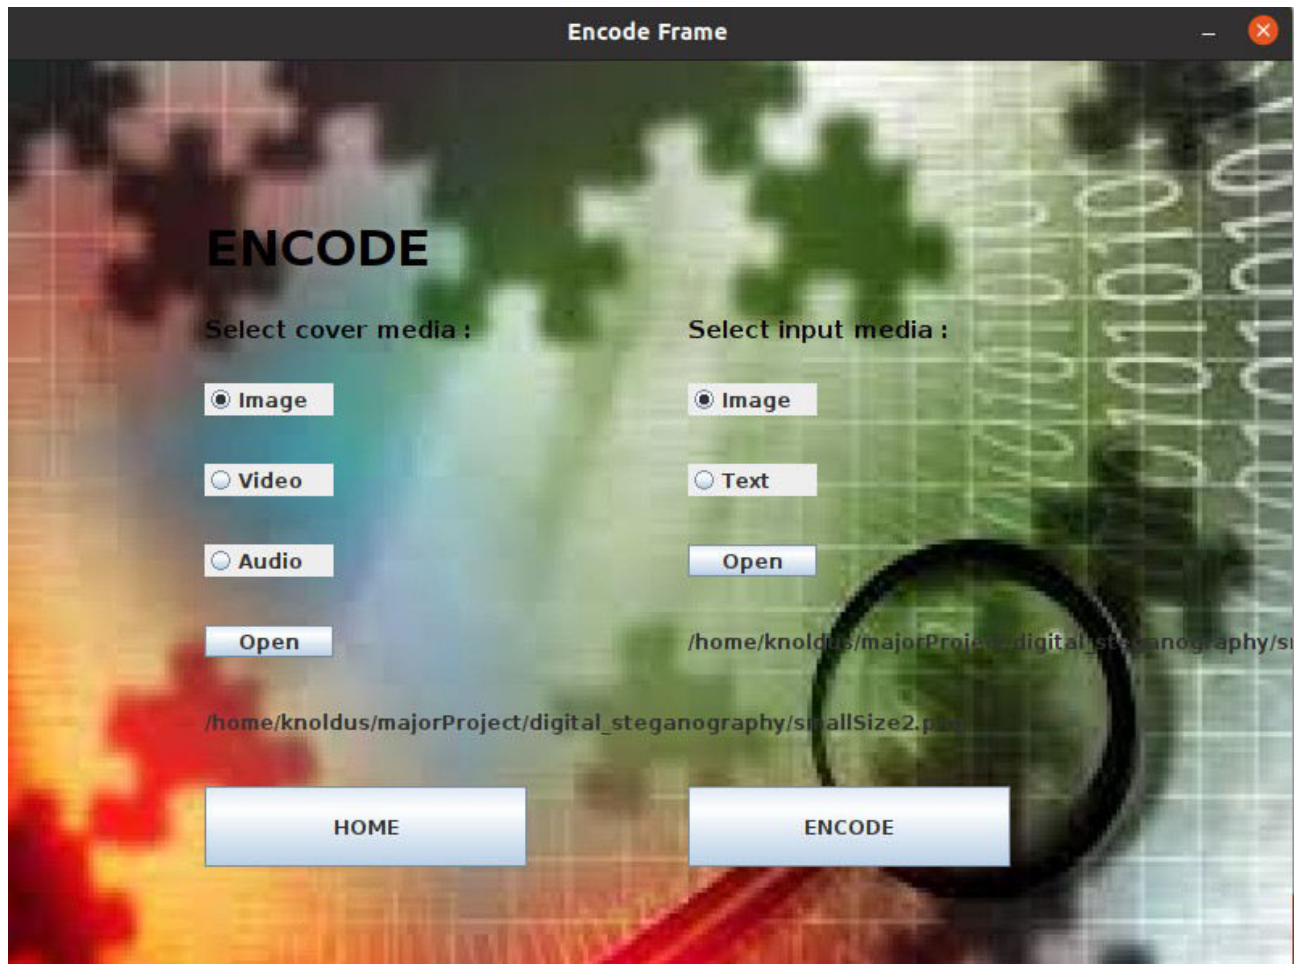 Encode Frame
ENCODE
Select cover media :
Select input media :
Image
Image
Video
Text
Audio
Open
Open
/home/knoldus/majorProject/digital_steganography/s
/home/knoldus/majorProject/digital_steganography/smallSize2.png
HOME
ENCODE